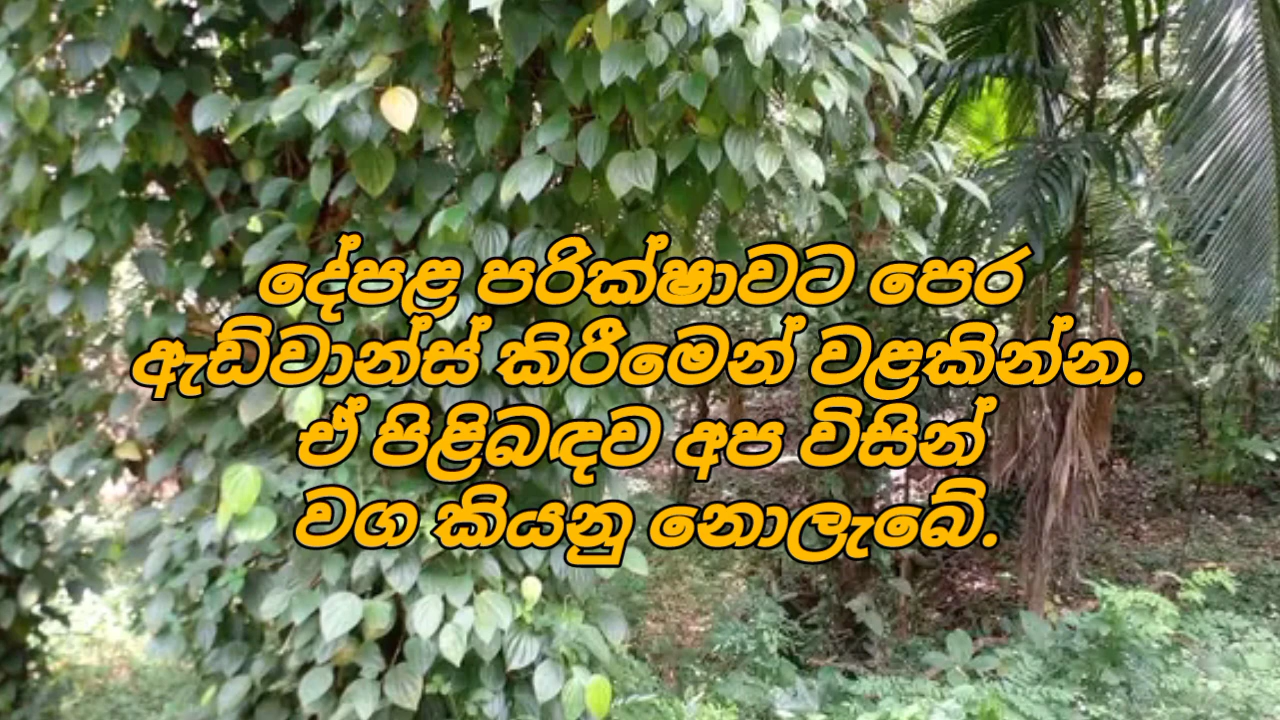 දේපළ පරික්ෂාවට පෙර
ඇඩ්වාන්ස් කිරීමෙන් වළකින්න.
ඒ පිළිබඳව අප විසින්
වග කියනු නොලැබේ.